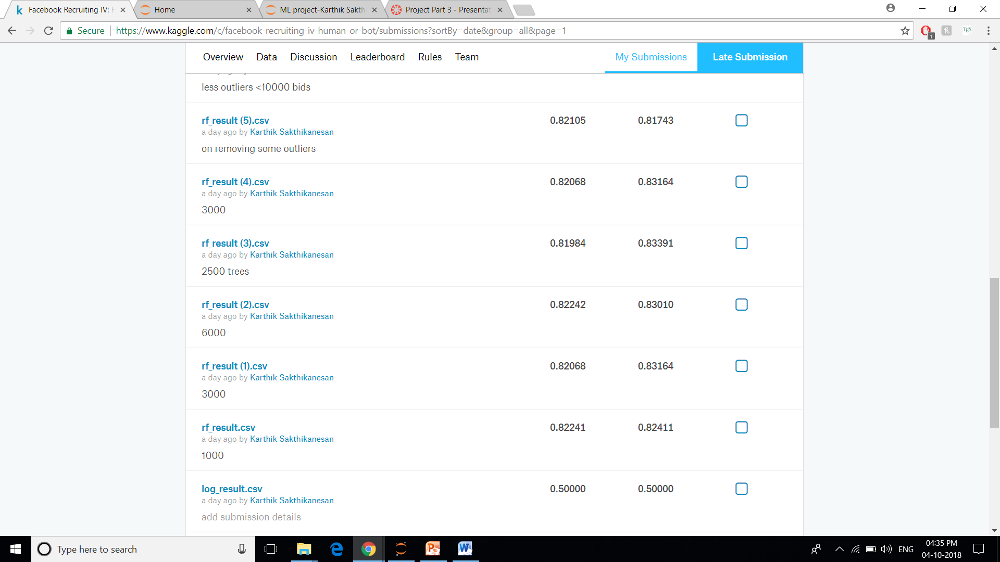 Facebook Recruiting IV: H
Home
ML project-Karthik Sakth
Project Part 3 - Presentat
Secure
https://www.kaggle.com/c/facebook-recruiting-iv-human-or-bot/submissions?sortBy=date&group=all&page=1
1
TEX
Overview Data Discussion Leaderboard Rules Team My Submissions Late Submission
less outliers <10000 bids
rf_result (5).csv 0.82105 0.81743
a day ago by Karthik Sakthikanesan
on removing some outliers
rf_result (4).csv 0.82068 0.83164
a day ago by Karthik Sakthikanesan
3000
rf_result (3).csv 0.81984 0.83391
a day ago by Karthik Sakthikanesan
2500 trees
rf_result (2).csv 0.82242 0.83010
a day ago by Karthik Sakthikanesan
6000
rf_result (1).csv 0.82068 0.83164
a day ago by Karthik Sakthikanesan
3000
rf_result.csv 0.82241 0.82411
a day ago by Karthik Sakthikanesan
1000
log_result.csv 0.50000 0.50000
a day ago by Karthik Sakthikanesan
add submission details
Type here to search
ENG
04:35 PM
04-10-2018